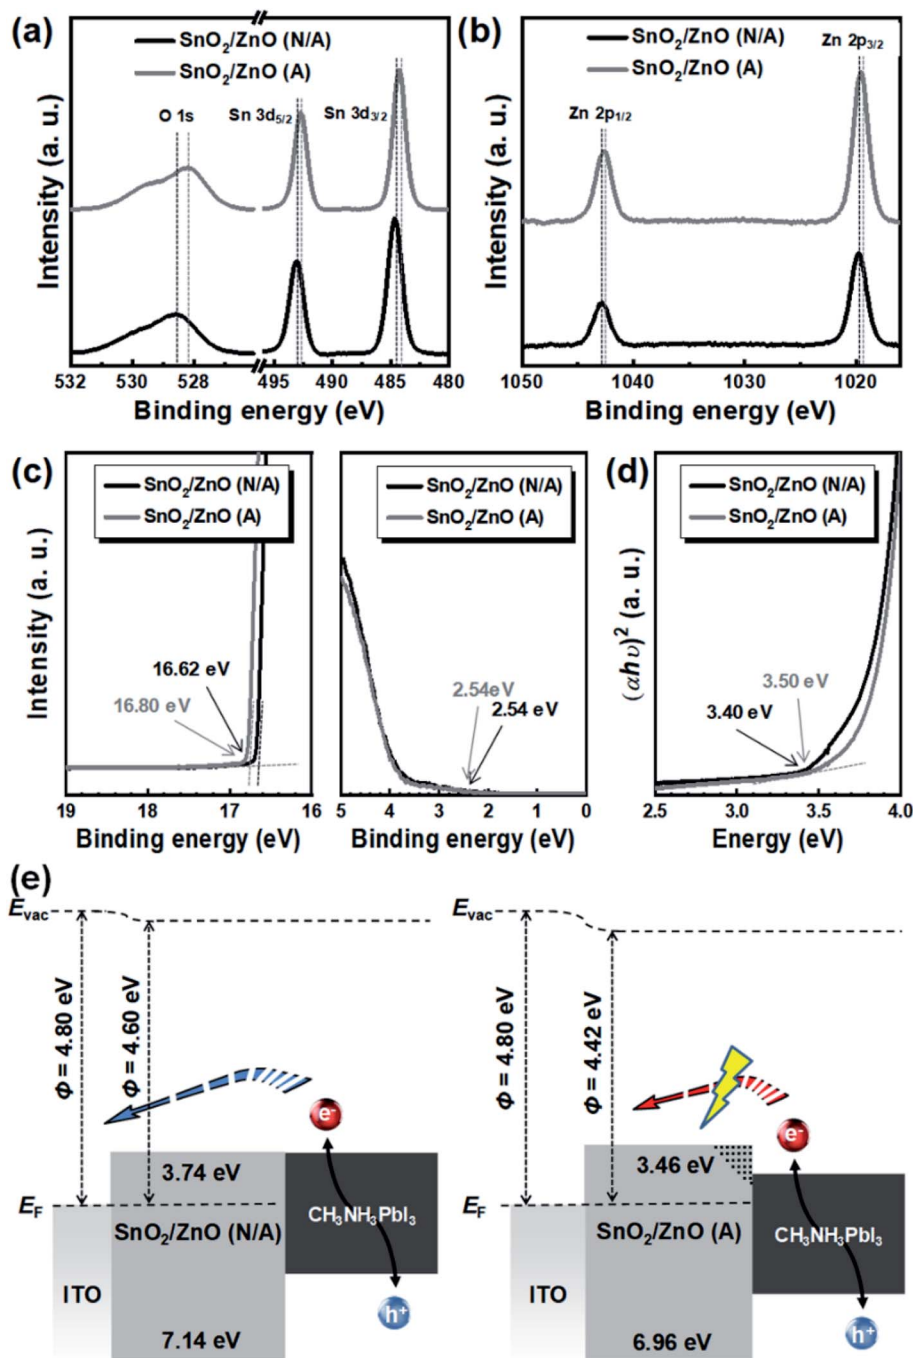 (a)
SnO₂/ZnO (N/A)
SnO₂/ZnO (A)
O 1s
Sn 3d₅/₂
Sn 3d₃/₂
Intensity (a. u.)
532 530 528 495 490 485 480
Binding energy (eV)
(b)
SnO₂/ZnO (N/A)
SnO₂/ZnO (A)
Zn 2p₃/₂
Zn 2p₁/₂
Intensity (a. u.)
1050 1040 1030 1020
Binding energy (eV)
(c)
SnO₂/ZnO (N/A)
SnO₂/ZnO (A)
Intensity (a. u.)
16.62 eV
16.80 eV
19 18 17 16
Binding energy (eV)
SnO₂/ZnO (N/A)
SnO₂/ZnO (A)
2.54eV
2.54 eV
5 4 3 2 1 0
Binding energy (eV)
(d)
SnO₂/ZnO (N/A)
SnO₂/ZnO (A)
(αhυ)² (a. u.)
3.50 eV
3.40 eV
2.5 3.0 3.5 4.0
Energy (eV)
(e)
Evac
Φ = 4.80 eV
Φ = 4.60 eV
e⁻
3.74 eV
EF
SnO₂/ZnO (N/A)
CH₃NH₃PbI₃
ITO
h⁺
7.14 eV
Evac
Φ = 4.80 eV
Φ = 4.42 eV
e⁻
3.46 eV
EF
SnO₂/ZnO (A)
CH₃NH₃PbI₃
ITO
h⁺
6.96 eV